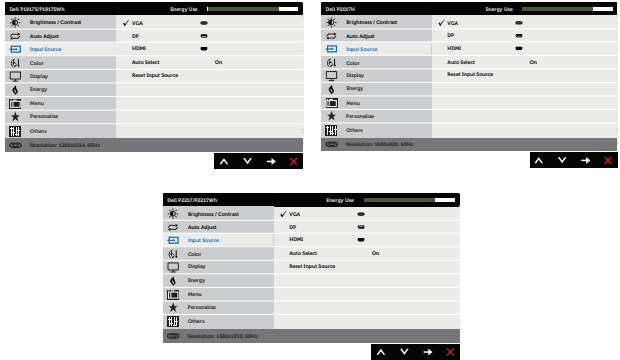 Dell P1917S/P1917SWh Energy Use
Brightness / Contrast ✓ VGA
Auto Adjust DP
Input Source HDMI
Color Auto Select On
Display Reset Input Source
Energy
Menu
Personalize
Others
Resolution: 1280x1024, 60Hz
Dell P2017H Energy Use
Brightness / Contrast ✓ VGA
Auto Adjust DP
Input Source HDMI
Color Auto Select On
Display Reset Input Source
Energy
Menu
Personalize
Others
Resolution: 1600x900, 60Hz
Dell P2217/P2217Wh Energy Use
Brightness / Contrast ✓ VGA
Auto Adjust DP
Input Source HDMI
Color Auto Select On
Display Reset Input Source
Energy
Menu
Personalize
Others
Resolution: 1680x1050, 60Hz